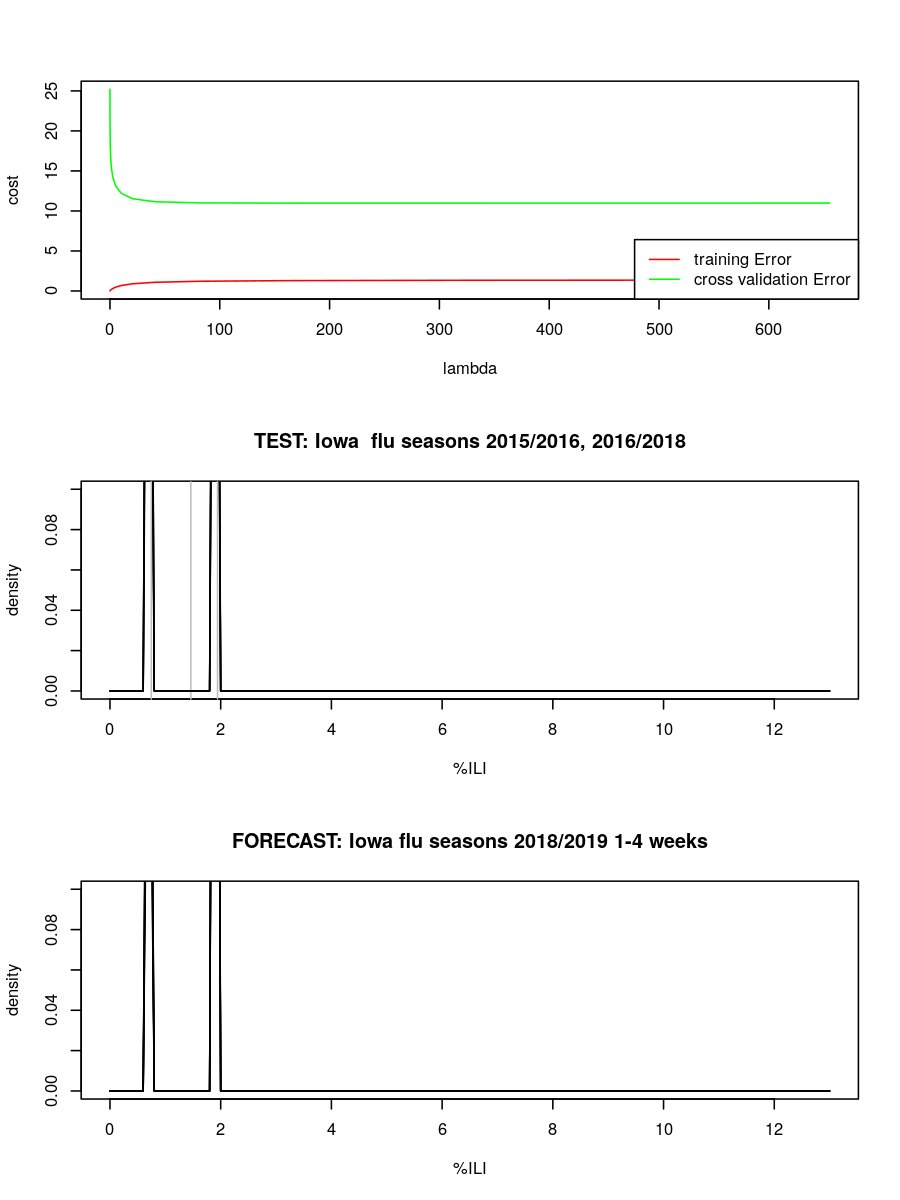 25
20
15
10
5
0
cost
training Error
cross validation Error
0 100 200 300 400 500 600
lambda
TEST: Iowa  flu seasons 2015/2016, 2016/2018
0.08
0.04
0.00
density
0 2 4 6 8 10 12
%ILI
FORECAST: Iowa flu seasons 2018/2019 1-4 weeks
0.08
0.04
0.00
density
0 2 4 6 8 10 12
%ILI